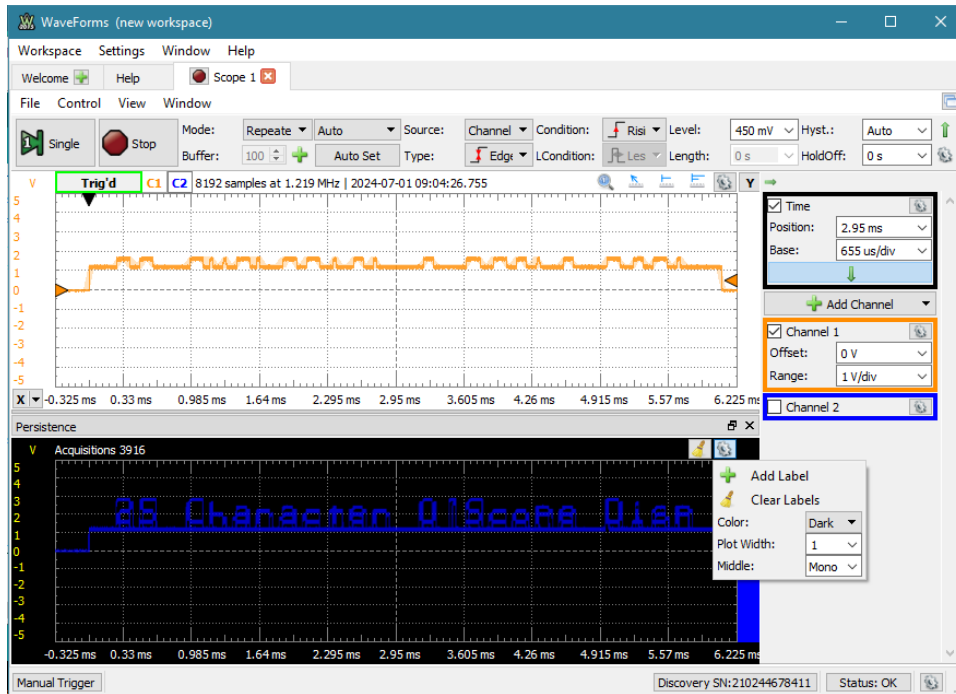 WaveForms (new workspace)
Workspace Settings Window Help
Welcome Help Scope 1
File Control View Window
Single Stop Mode: Repeate Auto Source: Channel Condition: Risi Level: 450 mV Hyst.: Auto
Buffer: 100 Auto Set Type: Edge LCondition: Les Length: 0 s HoldOff: 0 s
V Trig'd C1 C2 8192 samples at 1.219 MHz | 2024-07-01 09:04:26.755 Y
5
4
3
2
1
0
-1
-2
-3
-4
-5
X -0.325 ms 0.33 ms 0.985 ms 1.64 ms 2.295 ms 2.95 ms 3.605 ms 4.26 ms 4.915 ms 5.57 ms 6.225 ms
Time
Position: 2.95 ms
Base: 655 us/div
Add Channel
Channel 1
Offset: 0 V
Range: 1 V/div
Channel 2
Persistence
V Acquisitions 3916
5
4
3
2
1
0
-1
-2
-3
-4
-5
25 Character O'Scope Disp
-0.325 ms 0.33 ms 0.985 ms 1.64 ms 2.295 ms 2.95 ms 3.605 ms 4.26 ms 4.915 ms 5.57 ms 6.225 ms
Add Label
Clear Labels
Color: Dark
Plot Width: 1
Middle: Mono
Manual Trigger Discovery SN:210244678411 Status: OK